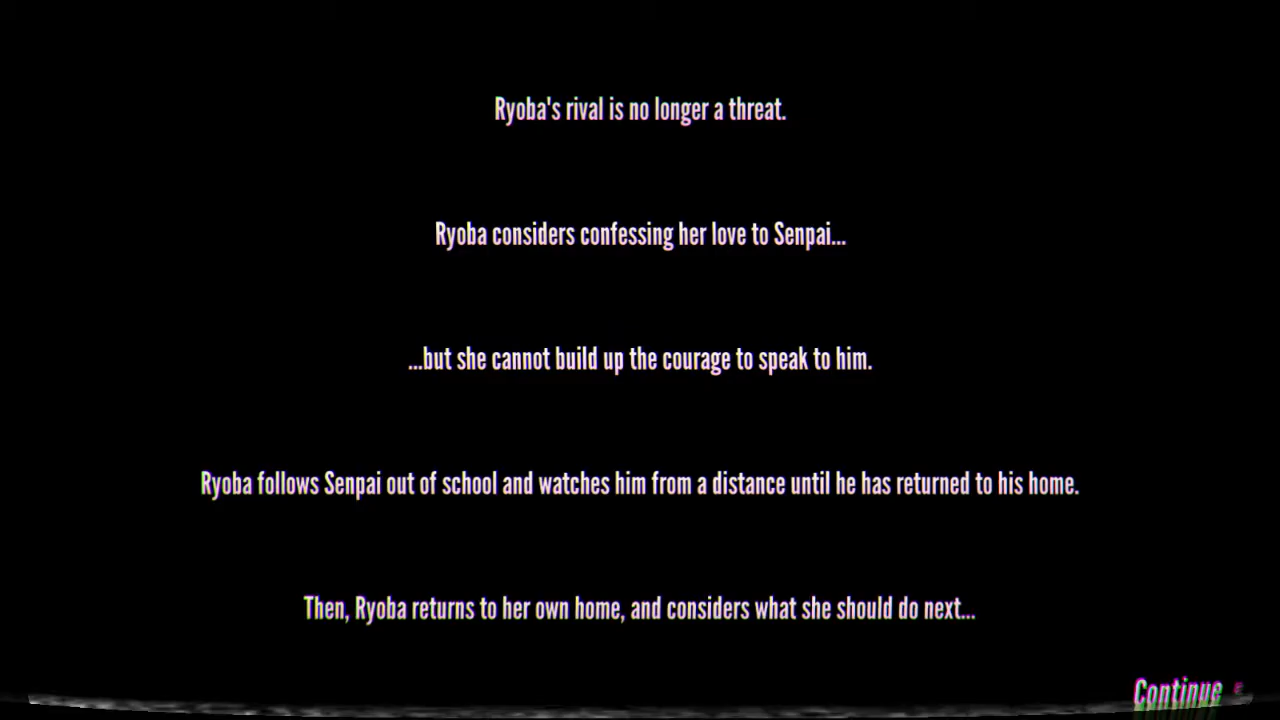 Ryoba's rival is no longer a threat.
Ryoba considers confessing her love to Senpai...
...but she cannot build up the courage to speak to him.
Ryoba follows Senpai out of school and watches him from a distance until he has returned to his home.
Then, Ryoba returns to her own home, and considers what she should do next...
Continue